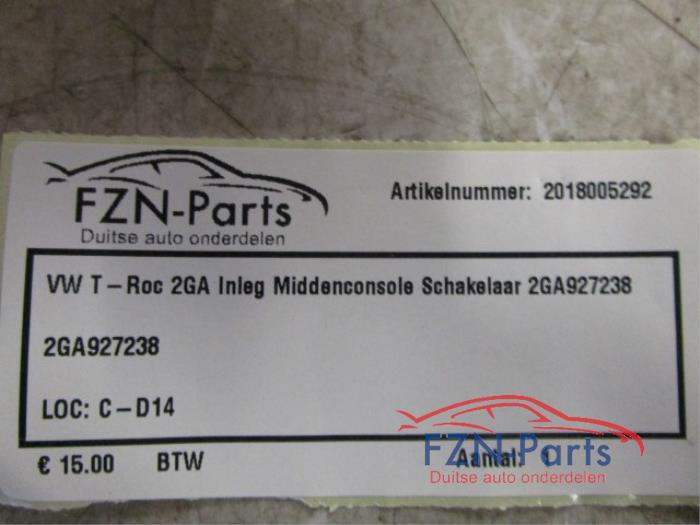 FZN-Parts
Duitse auto onderdelen
Artikelnummer: 2018005292
VW T-Roc 2GA Inleg Middenconsole Schakelaar 2GA927238
2GA927238
LOC: C-D14
€ 15.00 BTW Aantal: 1
FZN-Parts
Duitse auto onderdelen